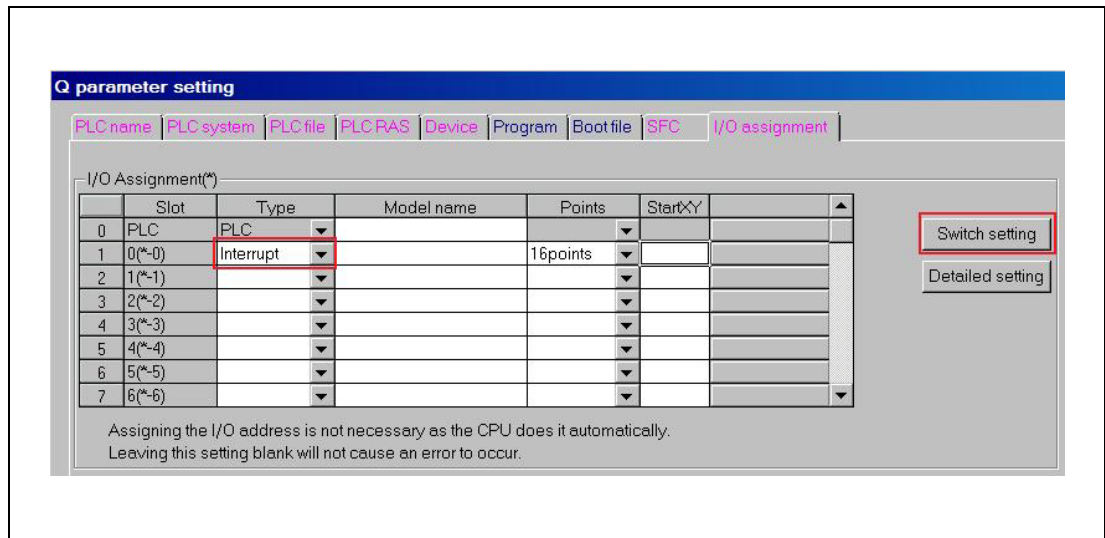 Q parameter setting
PLC name PLC system PLC file PLC RAS Device Program Boot file SFC I/O assignment
I/O Assignment(*)
Slot Type Model name Points StartXY
0 PLC PLC
1 0(*-0) Interrupt 16points
2 1(*-1)
3 2(*-2)
4 3(*-3)
5 4(*-4)
6 5(*-5)
7 6(*-6)
Switch setting
Detailed setting
Assigning the I/O address is not necessary as the CPU does it automatically.
Leaving this setting blank will not cause an error to occur.